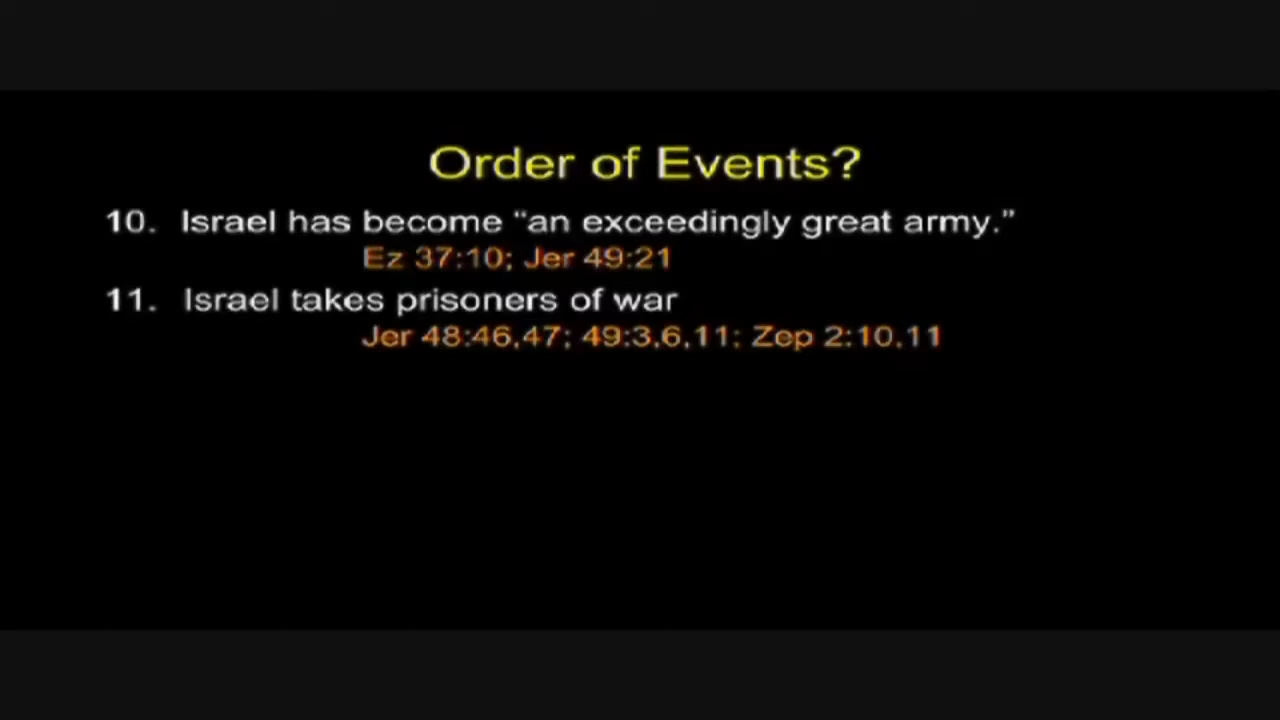 Order of Events?
10. Israel has become “an exceedingly great army.”
Ez 37:10; Jer 49:21
11. Israel takes prisoners of war
Jer 48:46,47; 49:3,6,11; Zep 2:10,11